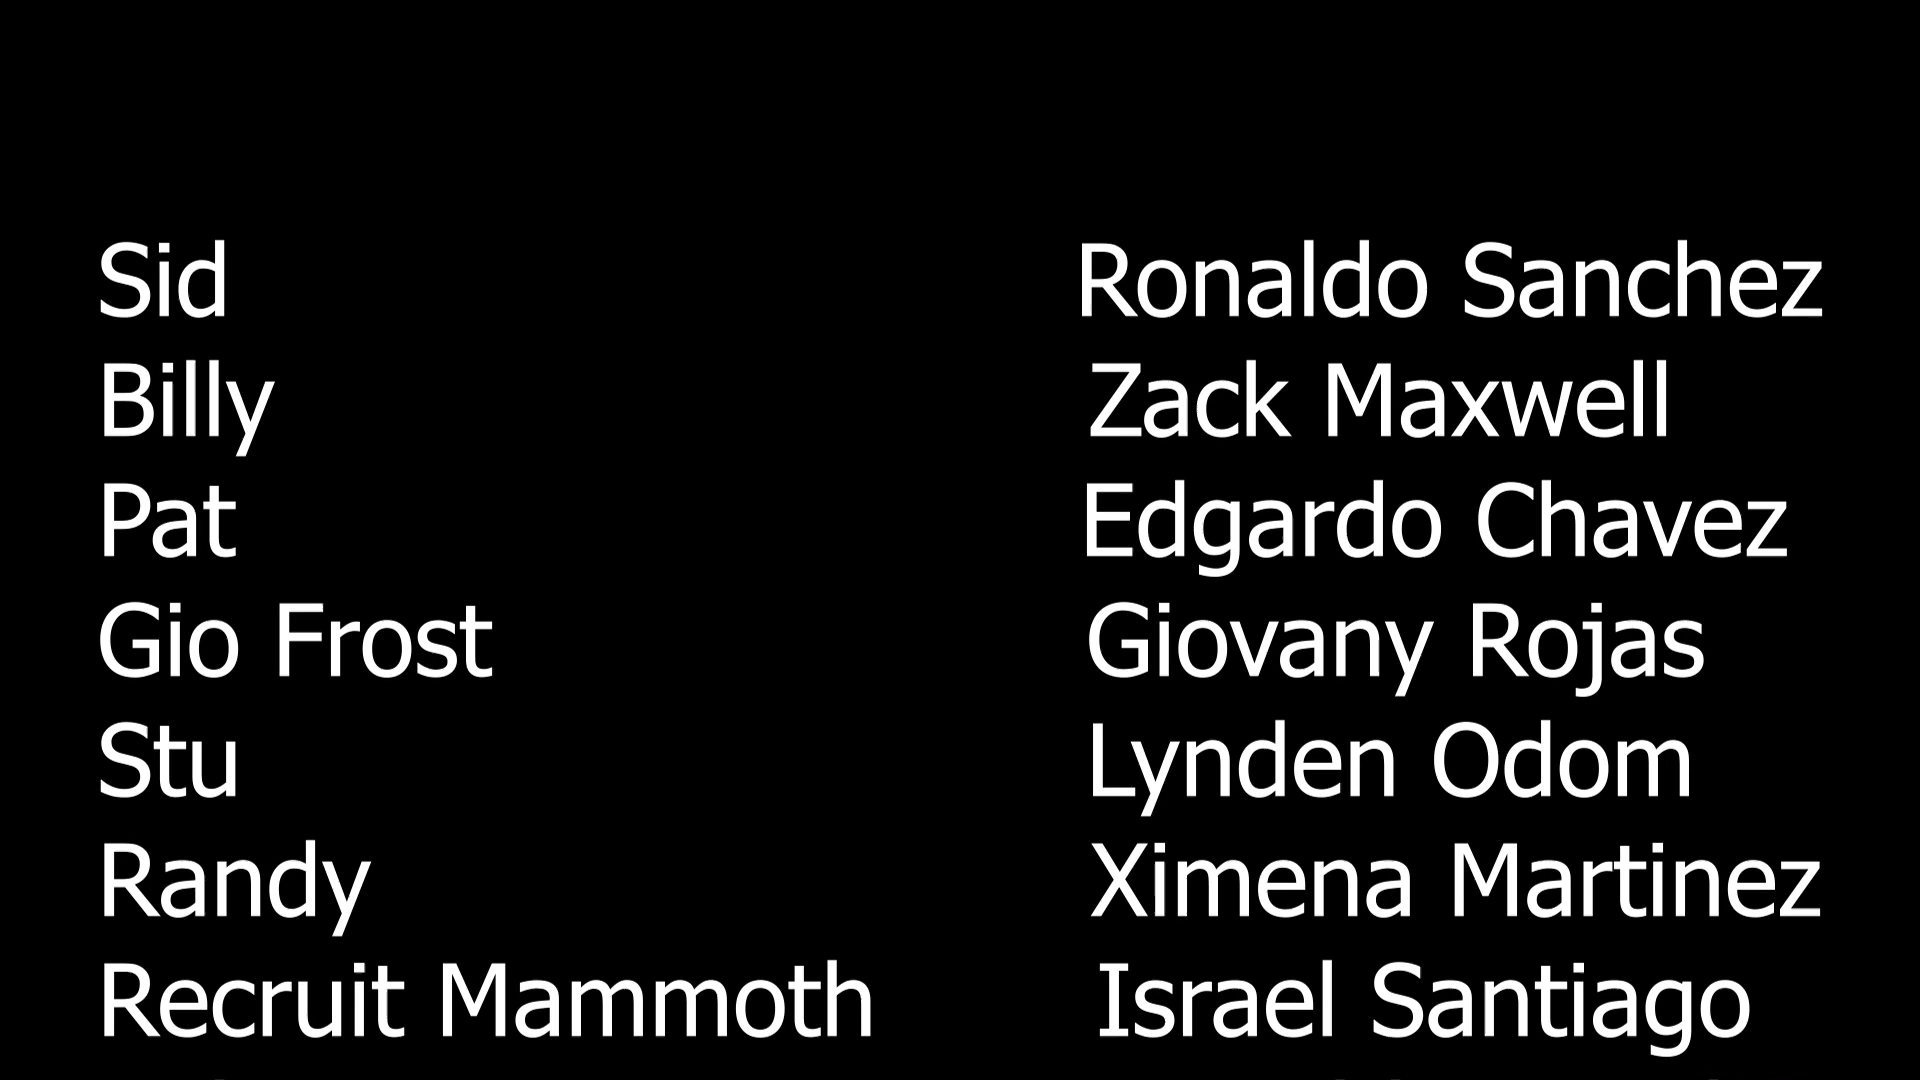 Sid Ronaldo Sanchez
Billy Zack Maxwell
Pat Edgardo Chavez
Gio Frost Giovany Rojas
Stu Lynden Odom
Randy Ximena Martinez
Recruit Mammoth Israel Santiago